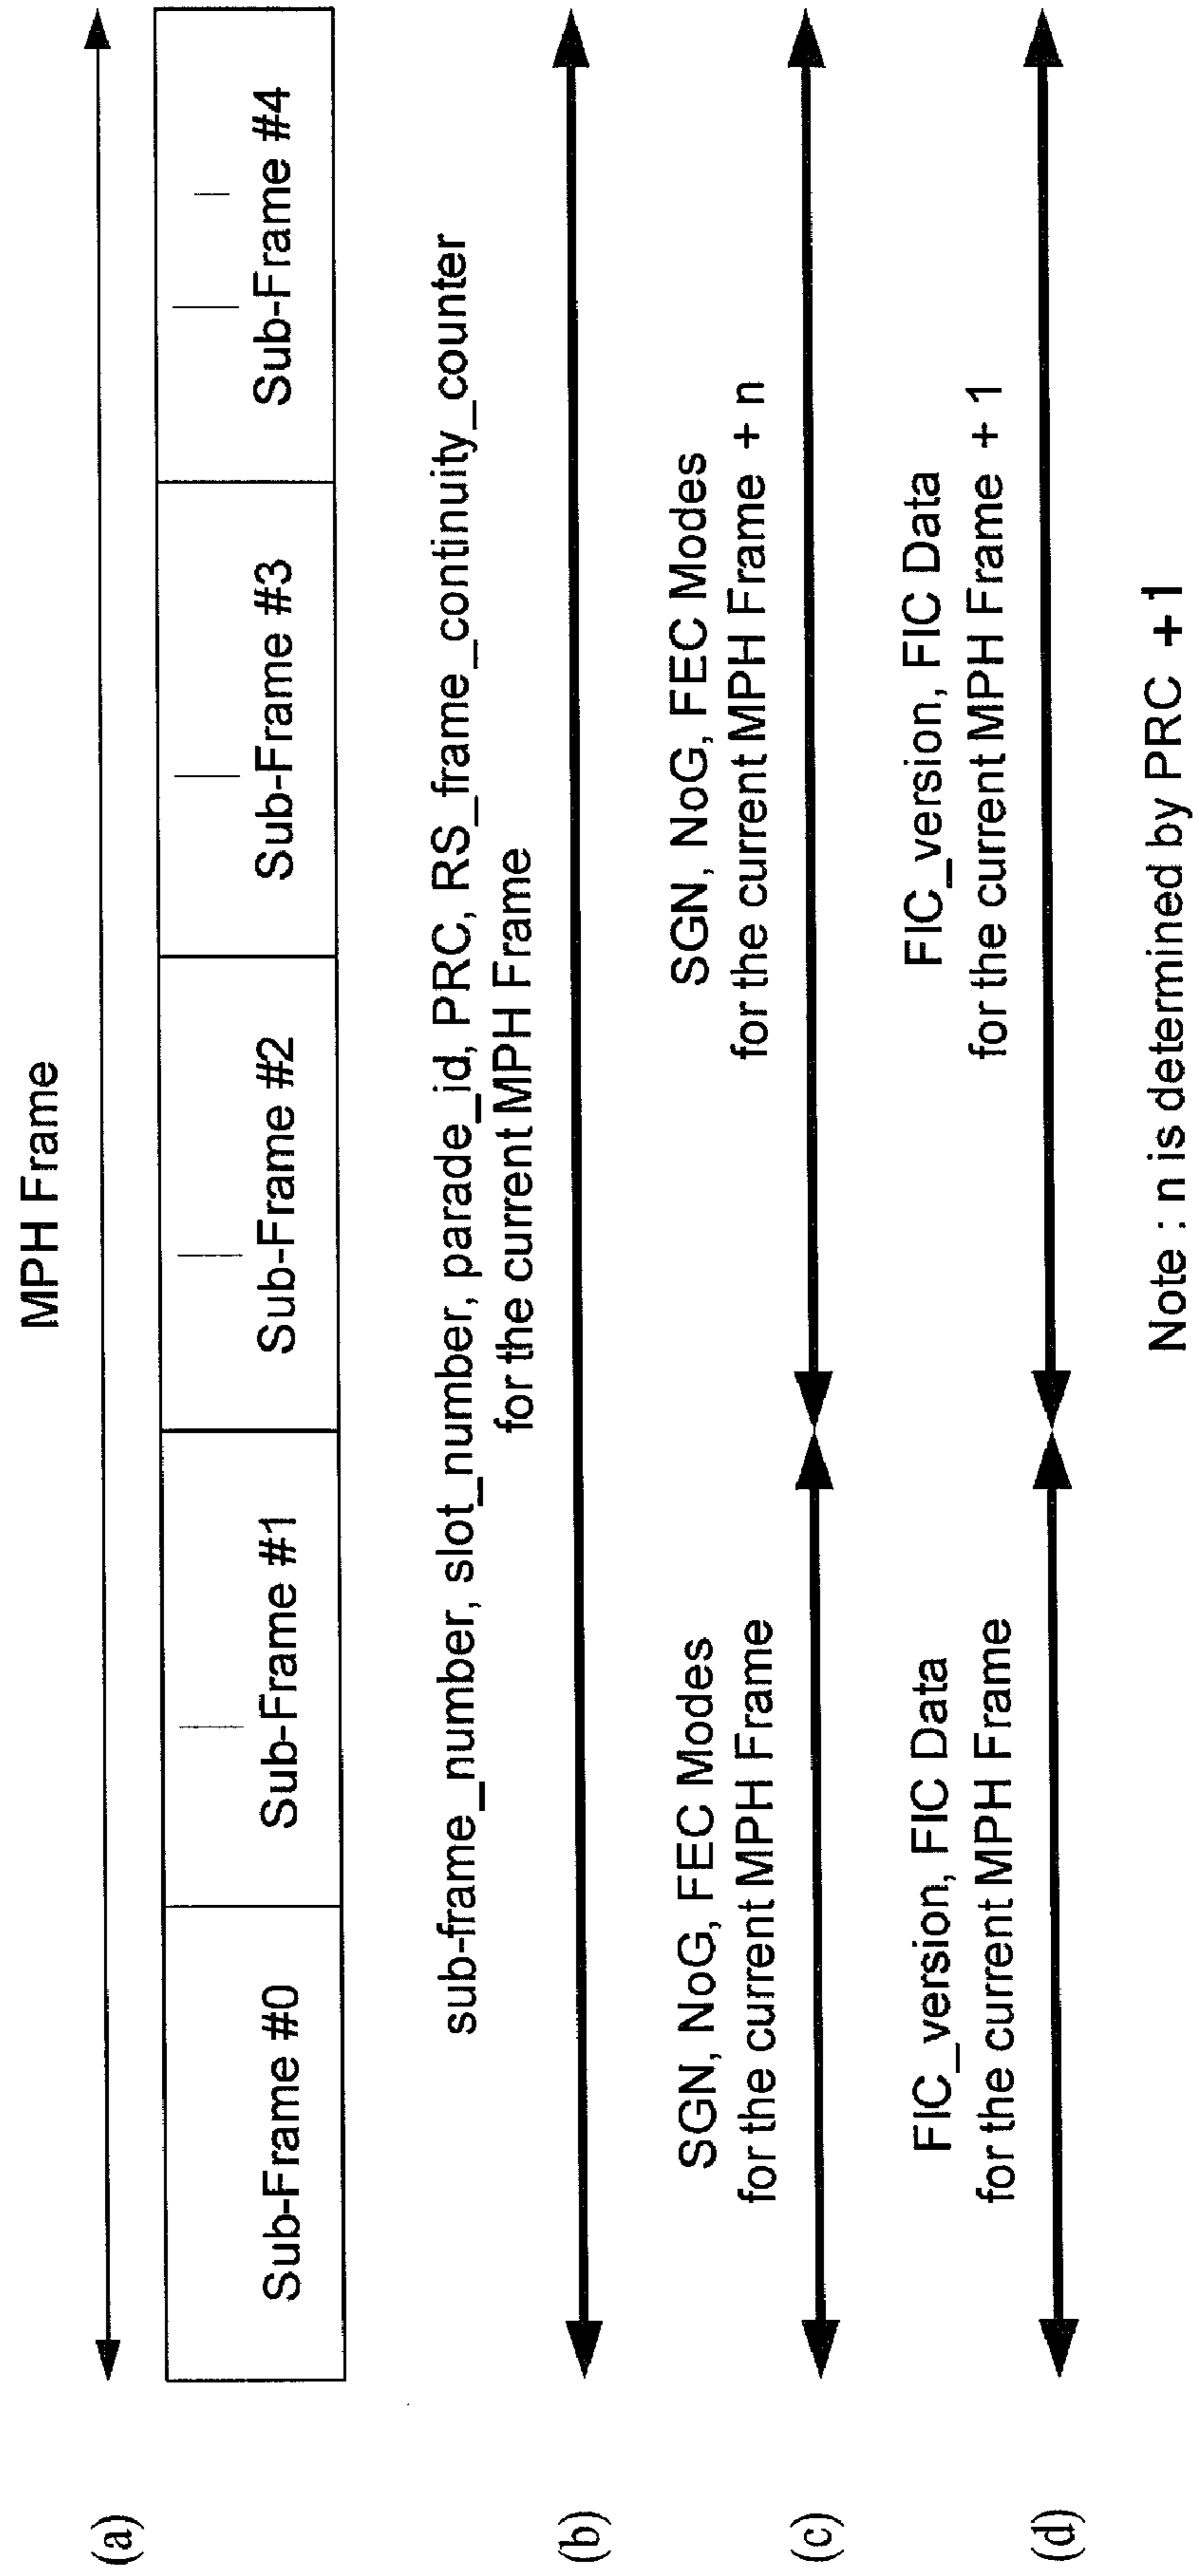 MPH Frame
(a)
Sub-Frame #0
Sub-Frame #1
Sub-Frame #2
Sub-Frame #3
Sub-Frame #4
sub-frame_number, slot_number, parade_id, PRC, RS_frame_continuity_counter
for the current MPH Frame
(b)
SGN, NoG, FEC Modes
for the current MPH Frame
SGN, NoG, FEC Modes
for the current MPH Frame + n
(c)
FIC_version, FIC Data
for the current MPH Frame
FIC_version, FIC Data
for the current MPH Frame + 1
(d)
Note : n is determined by PRC +1